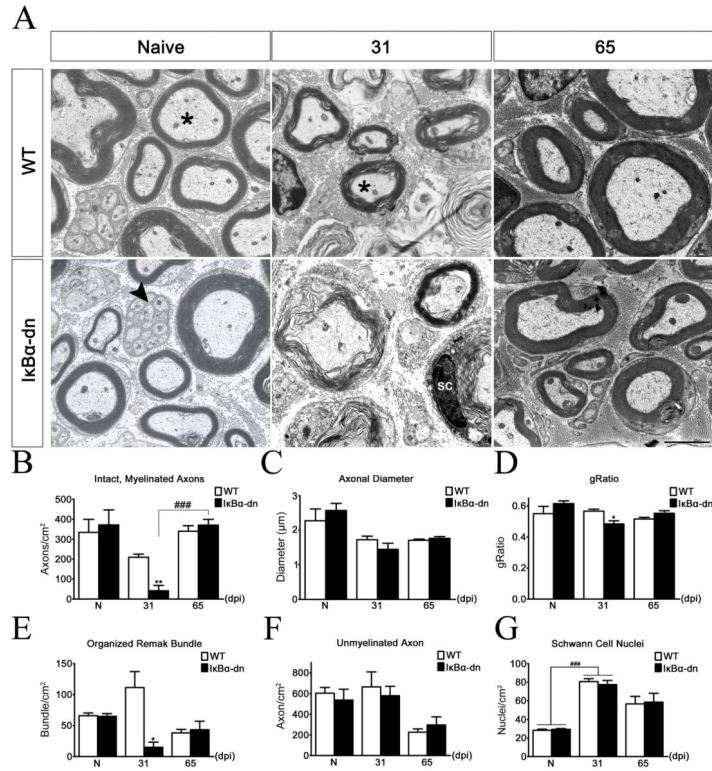 A
Naive 31 65
WT
*
*
IκBα-dn
SC
B
Intact, Myelinated Axons
WT
IκBα-dn
###
Axons/cm²
500
400
300
200
100
0
**
N 31 65 (dpi)
C
Axonal Diameter
WT
IκBα-dn
Diameter (μm)
3
2
1
0
N 31 65 (dpi)
D
gRatio
WT
IκBα-dn
gRatio
0.6
0.4
0.2
0.0
*
N 31 65 (dpi)
E
Organized Remak Bundle
WT
IκBα-dn
Bundle/cm²
150
100
50
0
*
N 31 65 (dpi)
F
Unmyelinated Axon
WT
IκBα-dn
Axon/cm²
1000
800
600
400
200
0
N 31 65 (dpi)
G
Schwann Cell Nuclei
WT
IκBα-dn
###
Nuclei/cm²
100
80
60
40
20
0
N 31 65 (dpi)